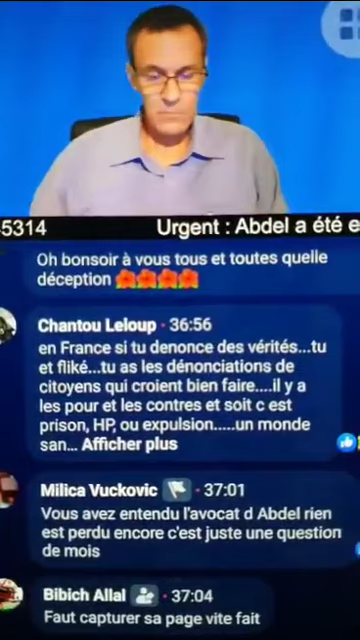 5314 Urgent : Abdel a été e
Oh bonsoir à vous tous et toutes quelle
déception 🌺🌺🌺🌺
Chantou Leloup · 36:56
en France si tu denonce des vérités...tu
et fliké...tu as les dénonciations de
citoyens qui croient bien faire....il y a
les pour et les contres et soit c est
prison, HP, ou expulsion.....un monde
san... Afficher plus
Milica Vuckovic · 37:01
Vous avez entendu l'avocat d Abdel rien
est perdu encore c'est juste une question
de mois
Bibich Allal · 37:04
Faut capturer sa page vite fait